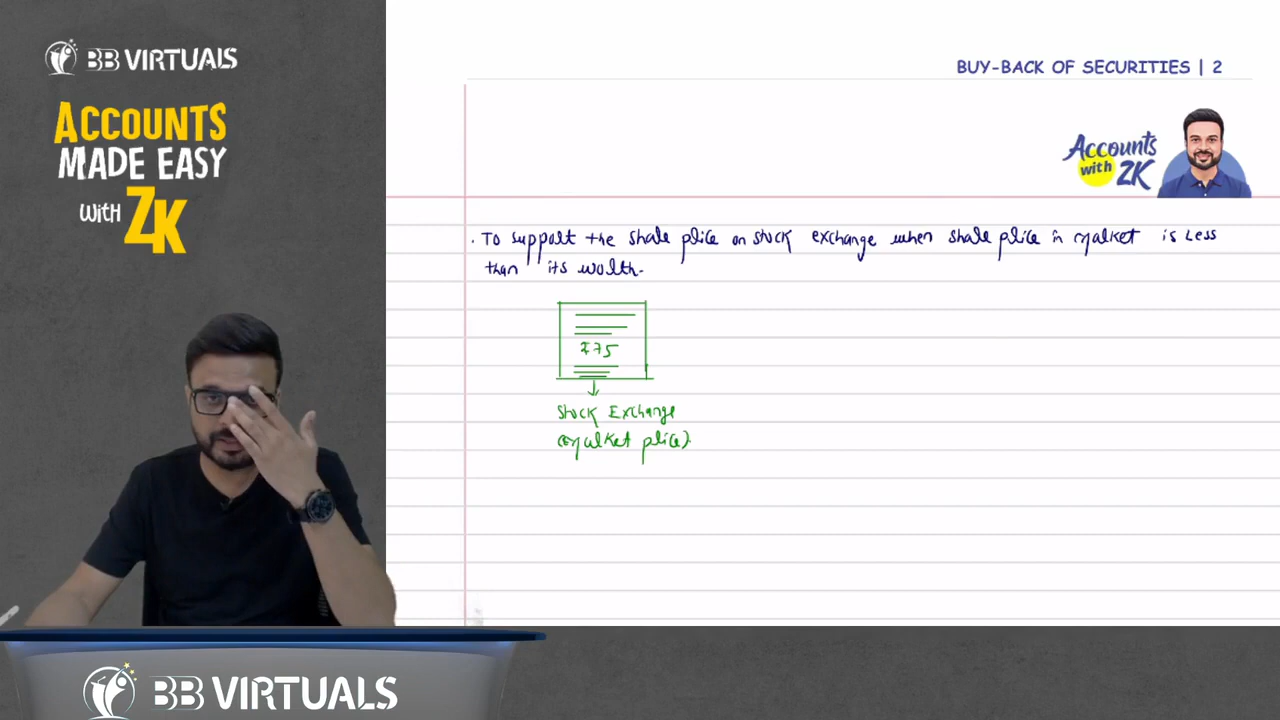 BB VIRTUALS
ACCOUNTS
MADE EASY
WITH ZK
BUY-BACK OF SECURITIES | 2
Accounts
with ZK
. To support the share price on stock exchange when share price in market is less
than its worth.
₹75
Stock Exchange
(market price).
BB VIRTUALS